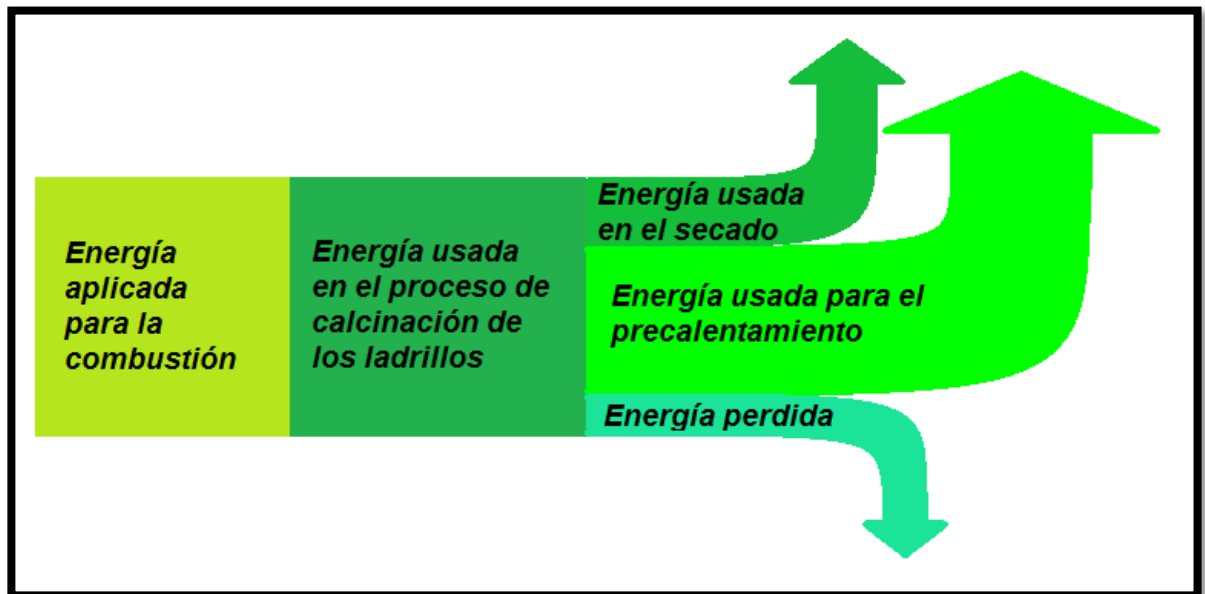 Energía
aplicada
para la
combustión
Energía usada
en el proceso de
calcinación de
los ladrillos
Energía usada
en el secado
Energía usada para el
precalentamiento
Energía perdida